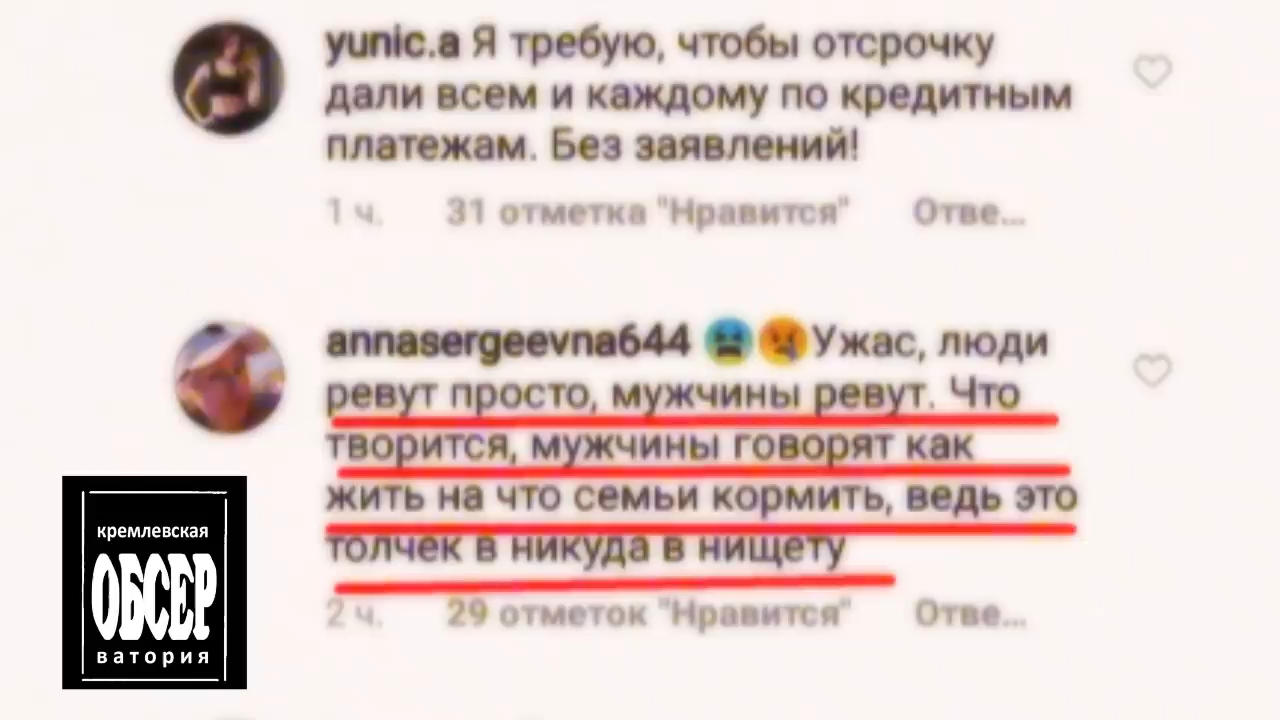 yunic.a Я требую, чтобы отсрочку
дали всем и каждому по кредитным
платежам. Без заявлений!
1 ч. 31 отметка "Нравится" Отве...
annasergeevna644 😨😢Ужас, люди
ревут просто, мужчины ревут. Что
творится, мужчины говорят как
жить на что семьи кормить, ведь это
толчек в никуда в нищету
2 ч. 29 отметок "Нравится" Отве...
кремлевская
ОБСЕР
ватория